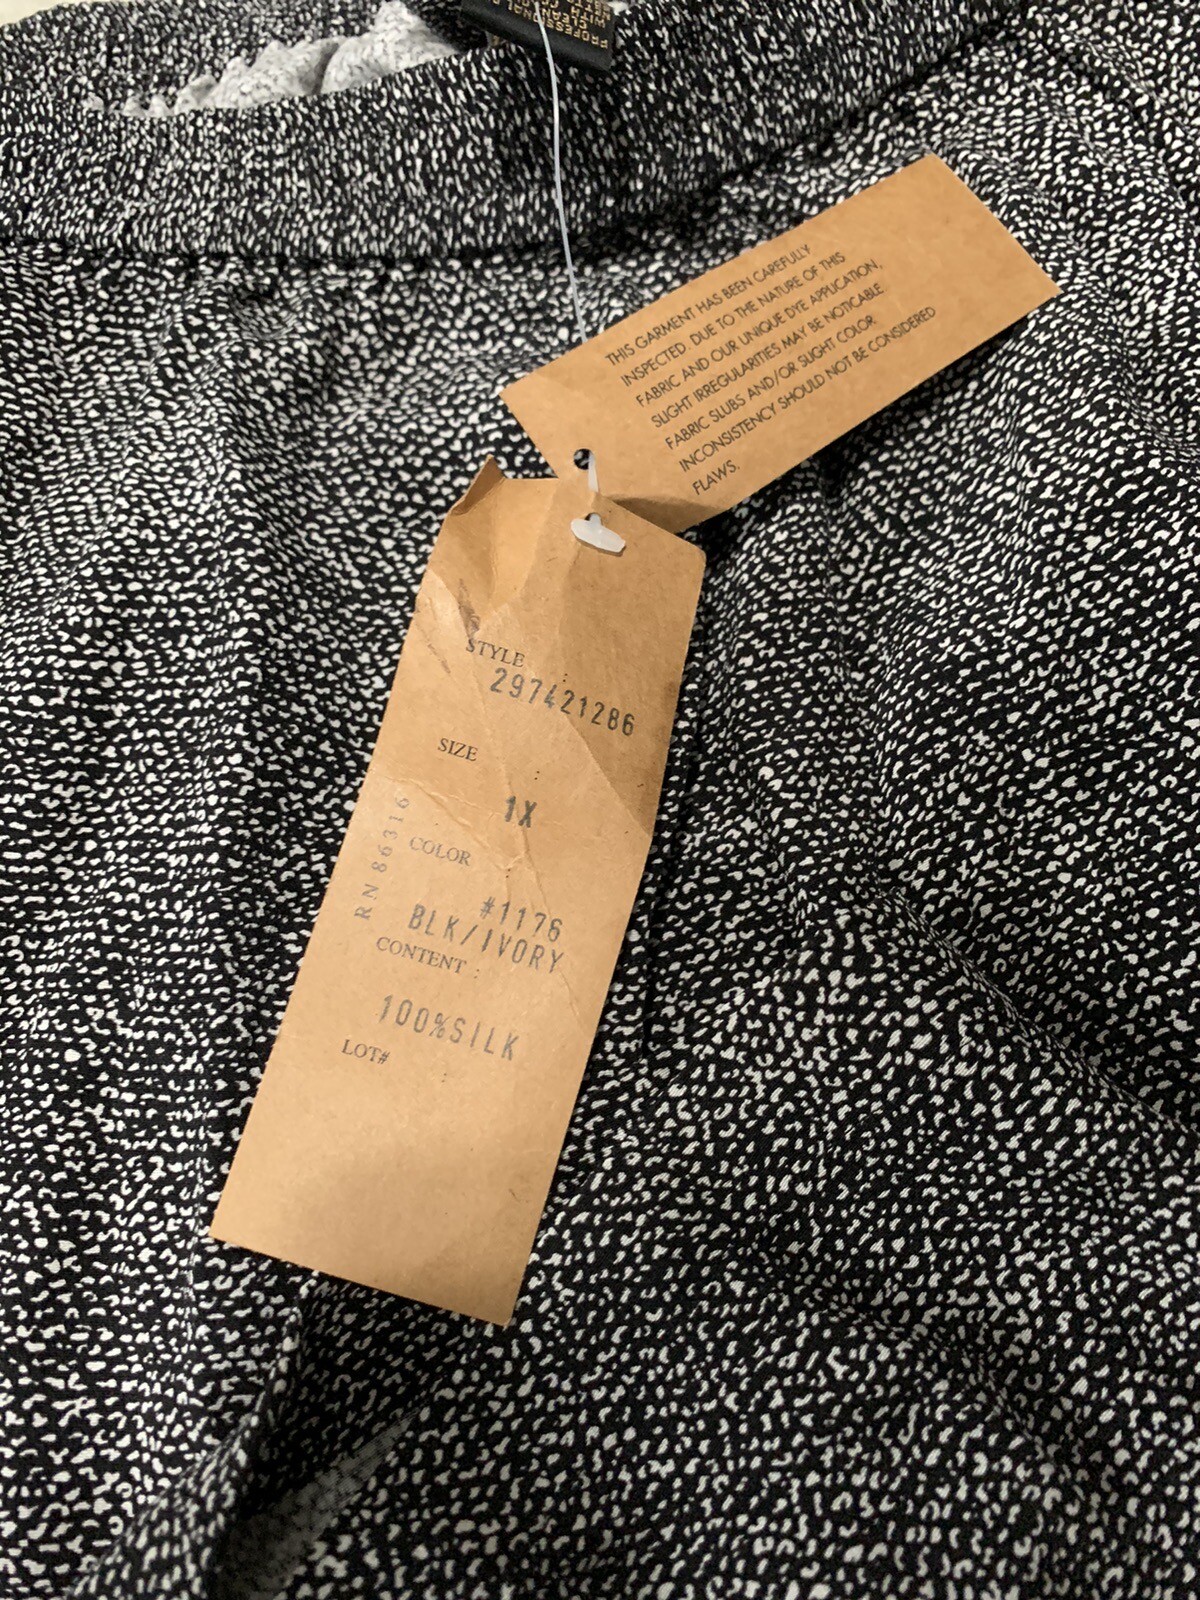 PROFESSIONAL
THIS GARMENT HAS BEEN CAREFULLY
INSPECTED. DUE TO THE NATURE OF THIS
FABRIC AND OUR UNIQUE DYE APPLICATION,
SLIGHT IRREGULARITIES MAY BE NOTICABLE.
FABRIC SLUBS AND/OR SLIGHT COLOR
INCONSISTENCY SHOULD NOT BE CONSIDERED
FLAWS.
STYLE
297421286
SIZE
1X
RN 86316
COLOR
#1176
BLK/IVORY
CONTENT :
100%SILK
LOT#